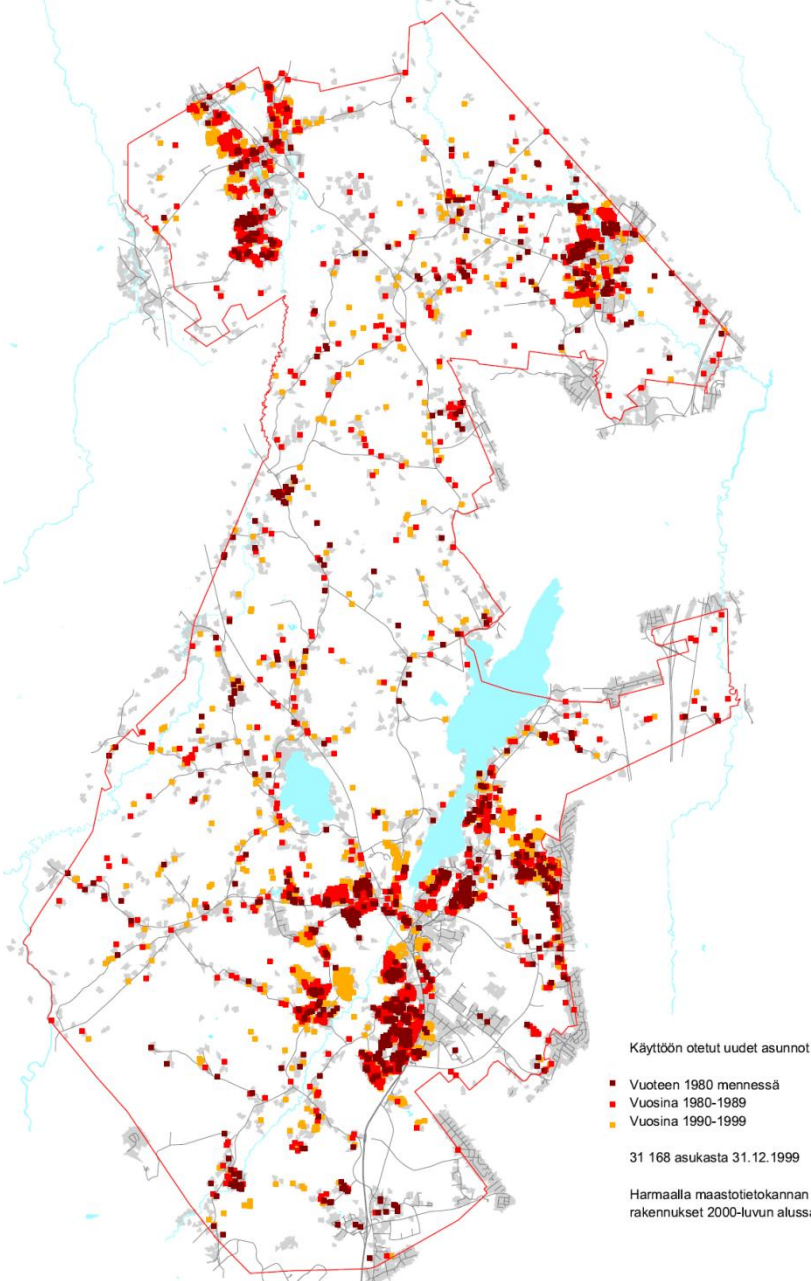 Käyttöön otetut uudet asunnot
Vuoteen 1980 mennessä
Vuosina 1980-1989
Vuosina 1990-1999
31 168 asukasta 31.12.1999
Harmaalla maastotietokannan
rakennukset 2000-luvun alussa